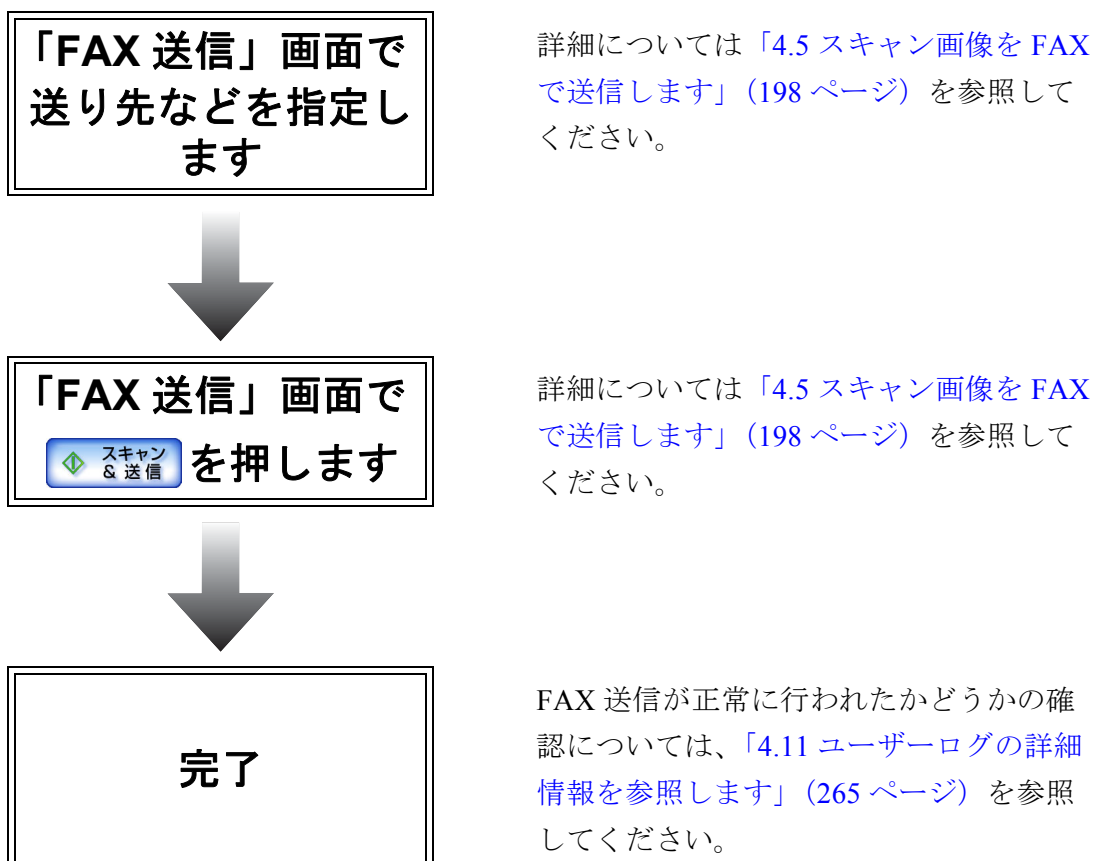 「FAX 送信」画面で
送り先などを指定し
ます
詳細については「4.5 スキャン画像を FAX
で送信します」（198 ページ）を参照して
ください。
「FAX 送信」画面で
スキャン
& 送信
を押します
詳細については「4.5 スキャン画像を FAX
で送信します」（198 ページ）を参照して
ください。
完了
FAX 送信が正常に行われたかどうかの確
認については、「4.11 ユーザーログの詳細
情報を参照します」（265 ページ）を参照
してください。